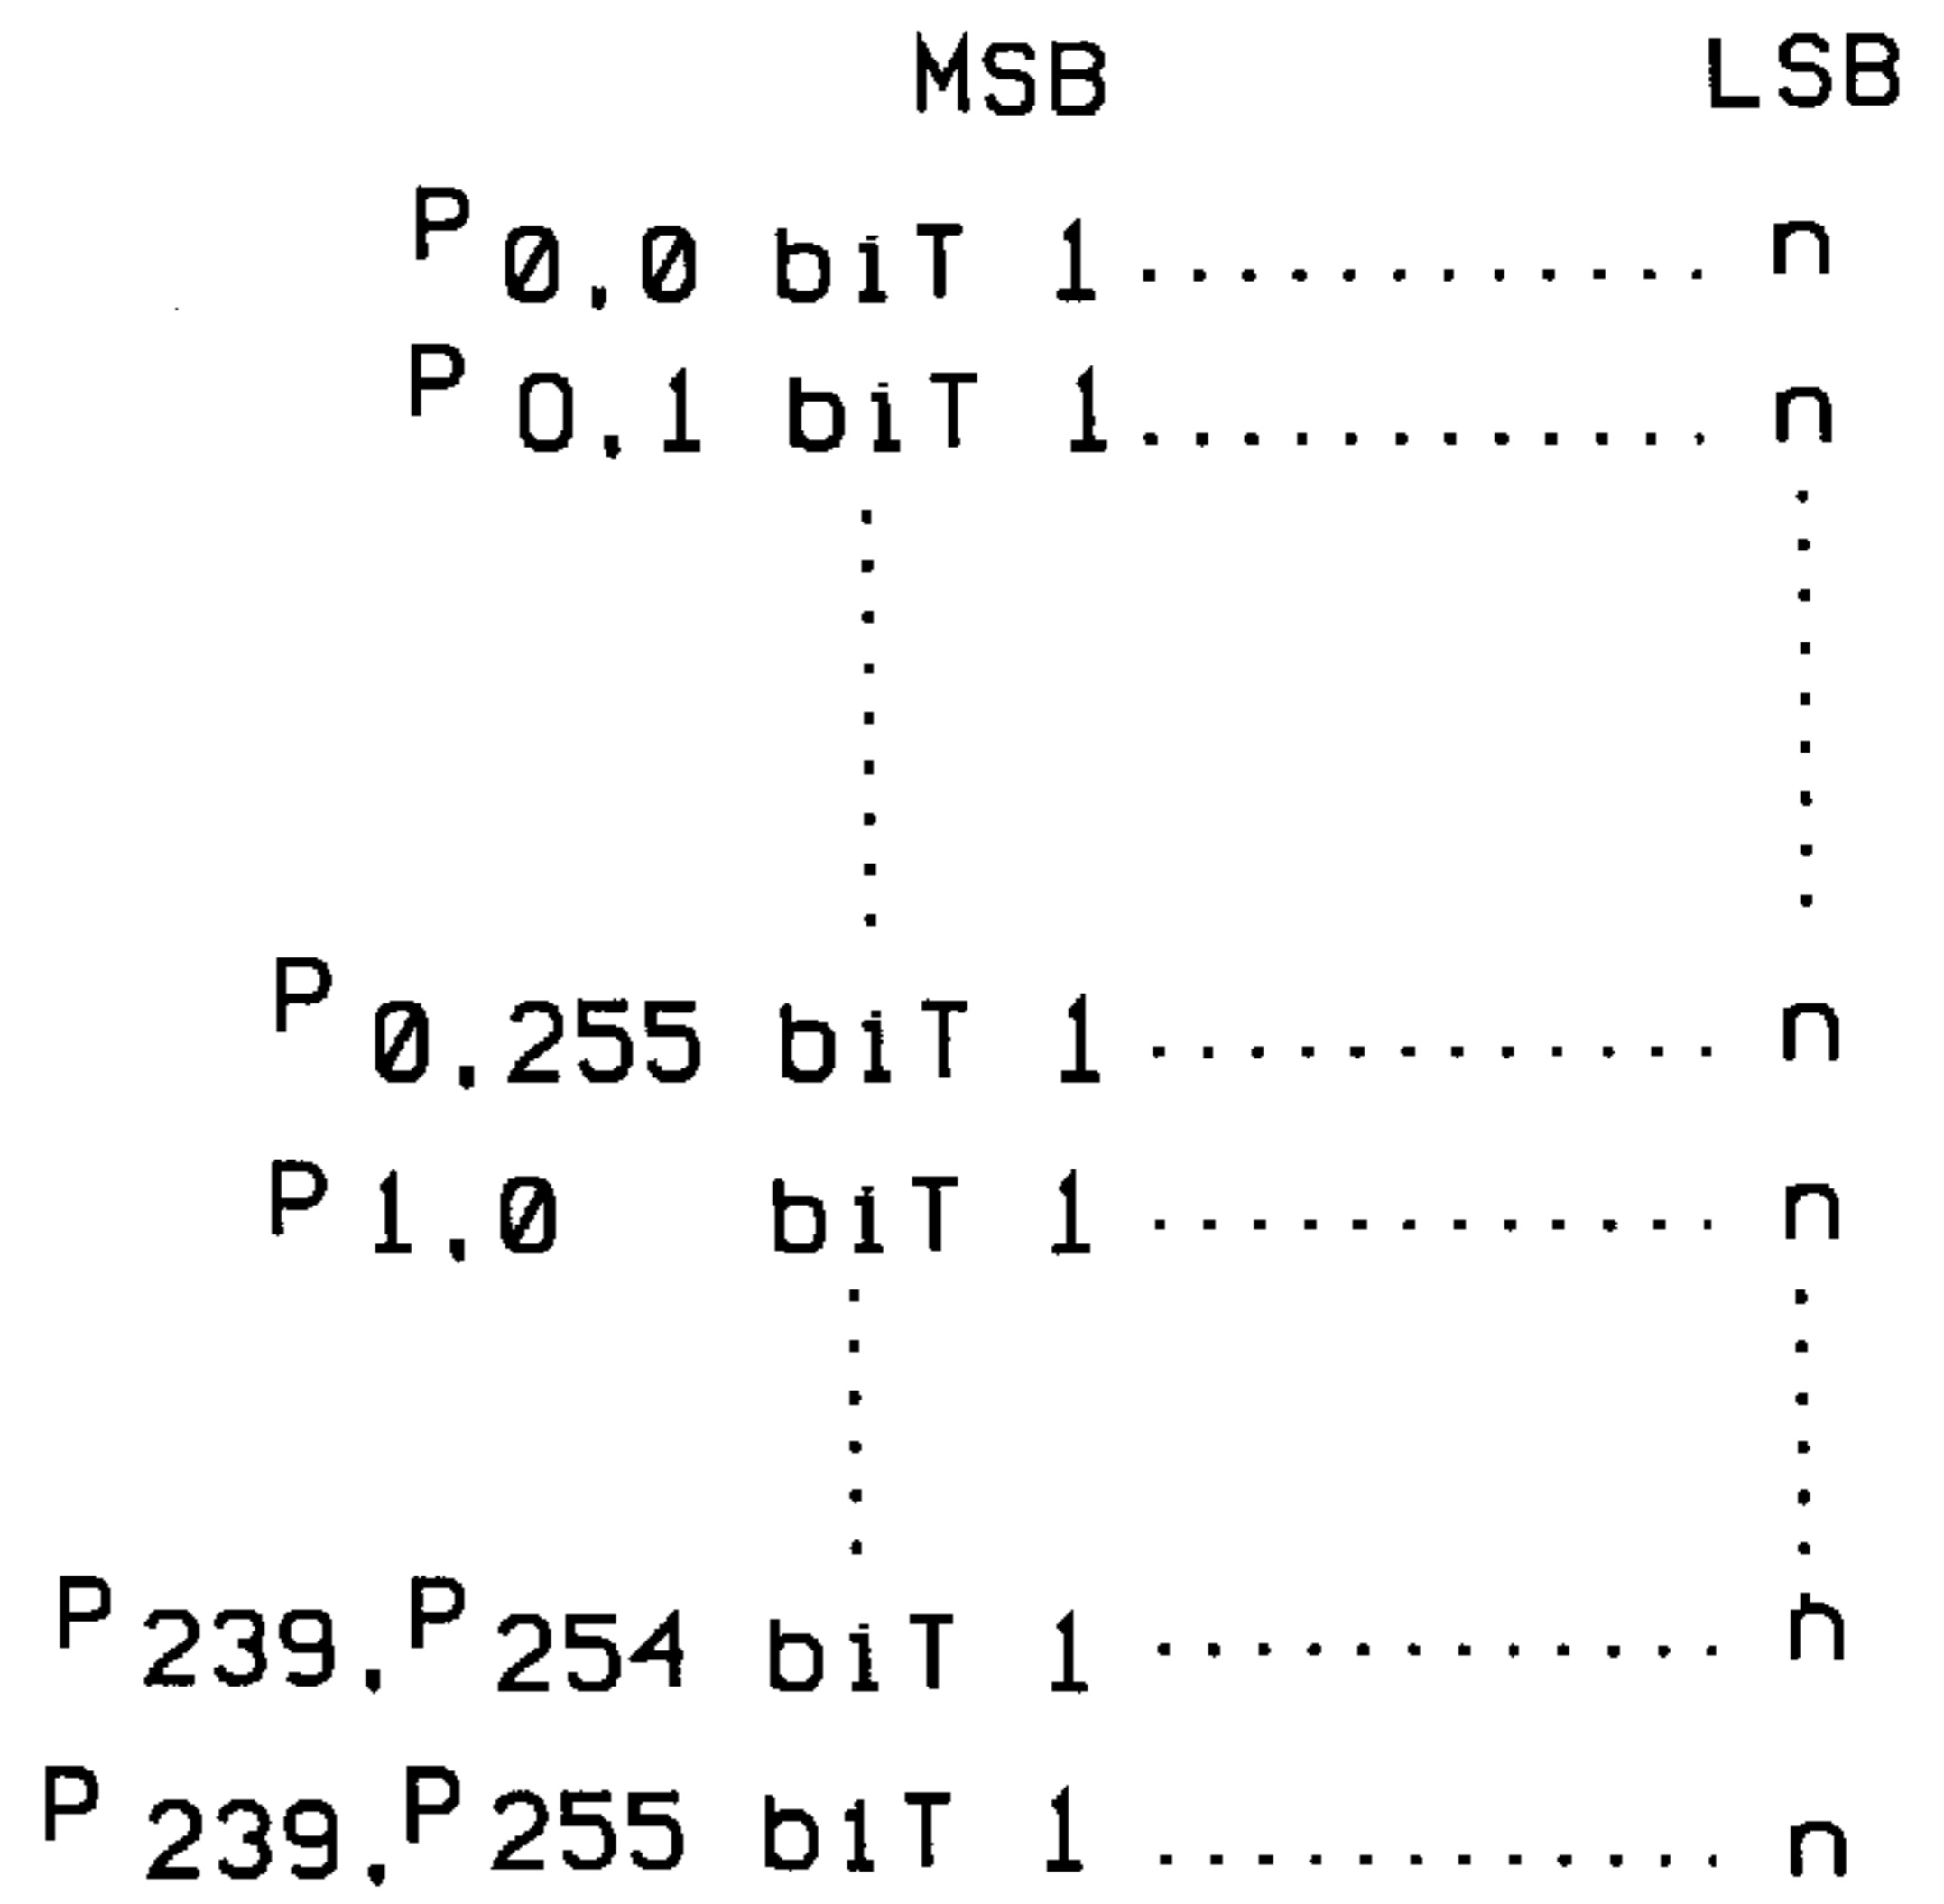 MSB LSB
P0,0 biT 1............ n
P0,1 biT 1............ n
P0,255 biT 1............ n
P1,0 biT 1............ n
P239,P254 biT 1............ n
P239,P255 biT 1............ n